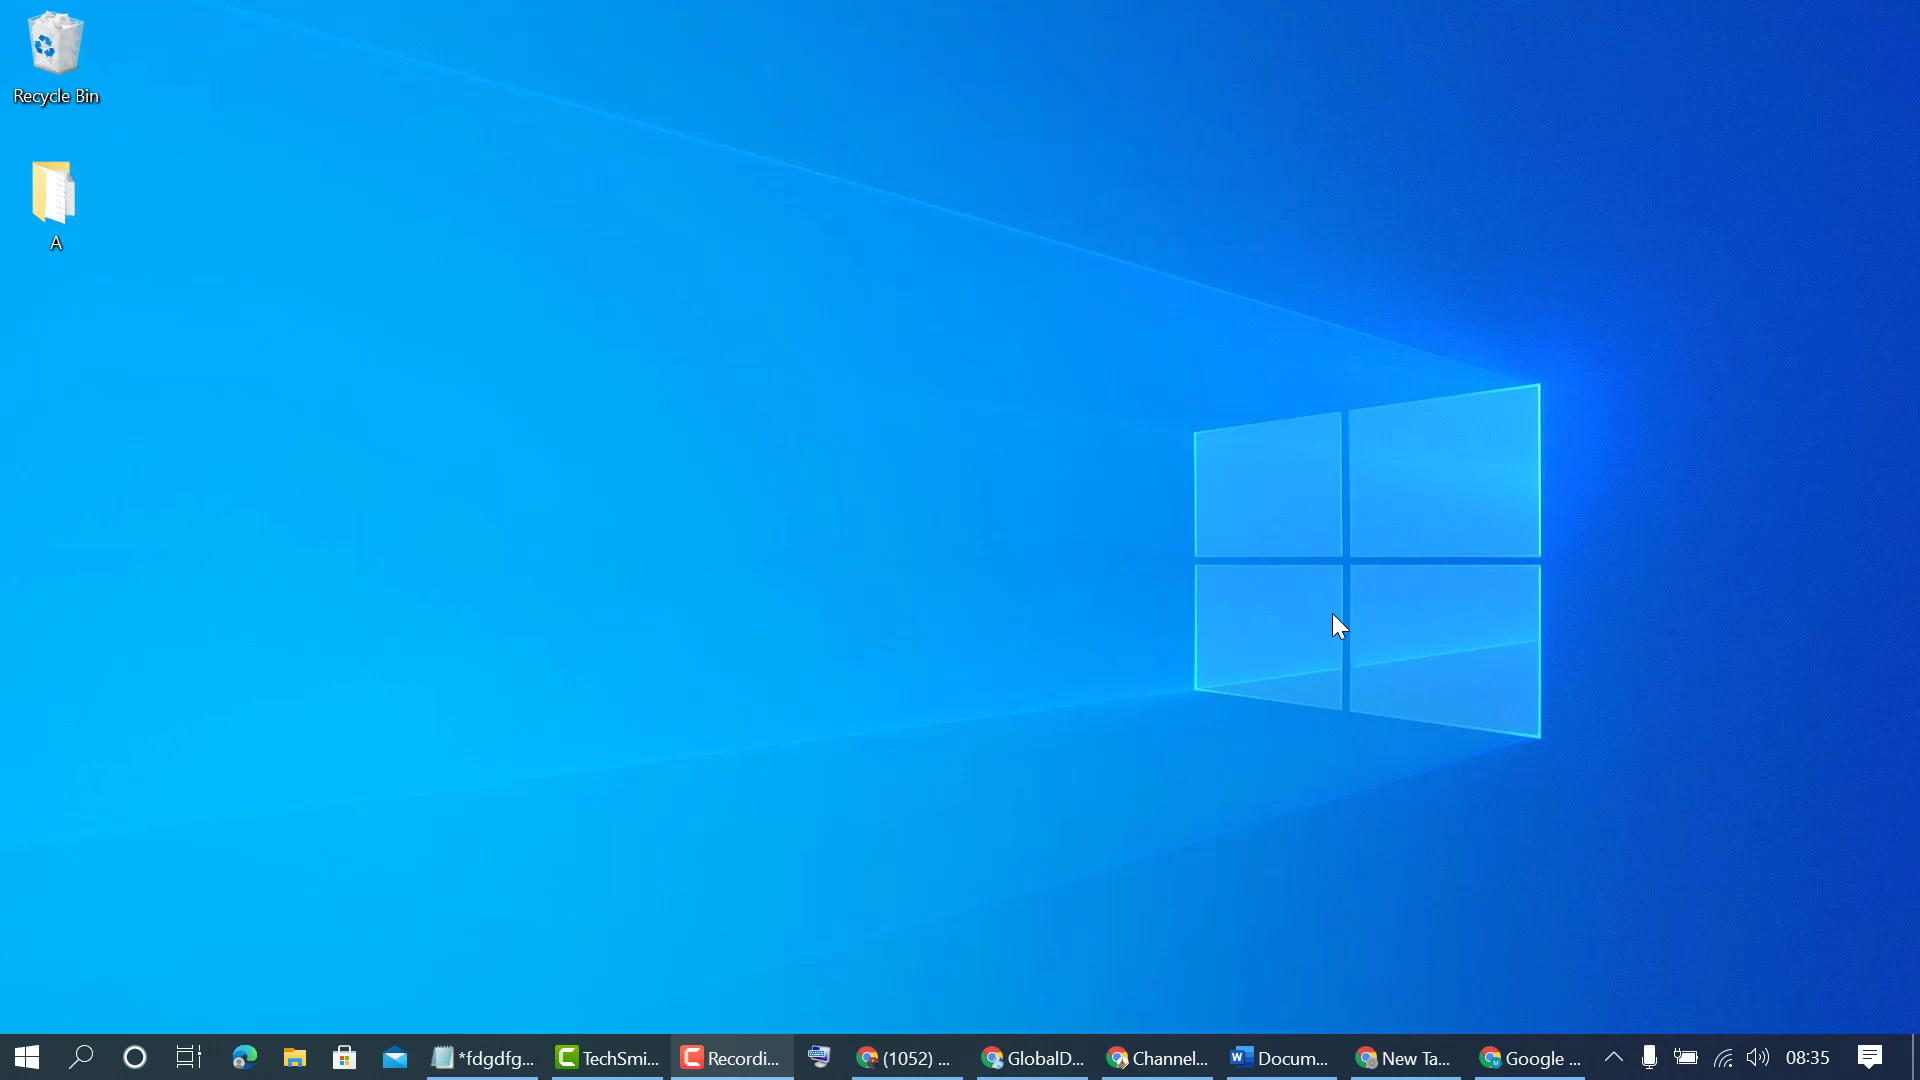 Recycle Bin
A
*fdgdfg...
TechSmi...
Recordi...
(1052) ...
GlobalD...
Channel...
Docum...
New Ta...
Google ...
08:35